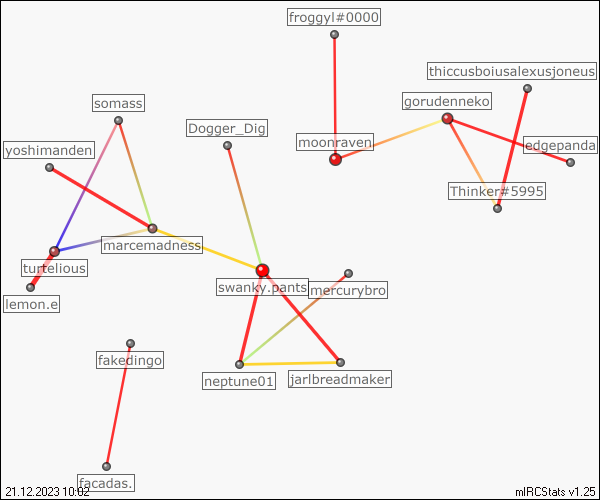 froggyl#0000
thiccusboiusalexusjoneus
somass
gorudenneko
Dogger_Dig
yoshimanden
moonraven
edgepanda
Thinker#5995
marcemadness
turtelious
swanky.pants
mercurybro
lemon.e
fakedingo
neptune01
jarlbreadmaker
facadas.
21.12.2023 10:02
mIRCStats v1.25